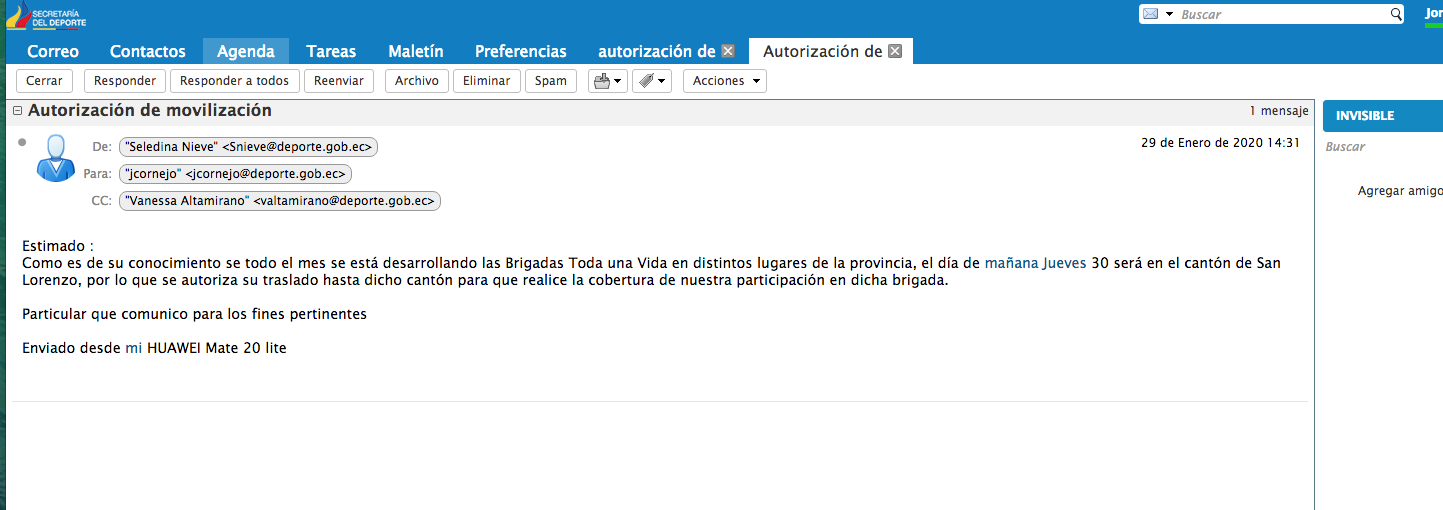 SECRETARÍA
DEL DEPORTE
Buscar
Jor
Correo Contactos Agenda Tareas Maletín Preferencias autorización de Autorización de
Cerrar Responder Responder a todos Reenviar Archivo Eliminar Spam Acciones
Autorización de movilización 1 mensaje
INVISIBLE
De: "Seledina Nieve" <Snieve@deporte.gob.ec> 29 de Enero de 2020 14:31
Buscar
Para: "jcornejo" <jcornejo@deporte.gob.ec>
Agregar amigo
CC: "Vanessa Altamirano" <valtamirano@deporte.gob.ec>
Estimado :
Como es de su conocimiento se todo el mes se está desarrollando las Brigadas Toda una Vida en distintos lugares de la provincia, el día de mañana Jueves 30 será en el cantón de San
Lorenzo, por lo que se autoriza su traslado hasta dicho cantón para que realice la cobertura de nuestra participación en dicha brigada.
Particular que comunico para los fines pertinentes
Enviado desde mi HUAWEI Mate 20 lite